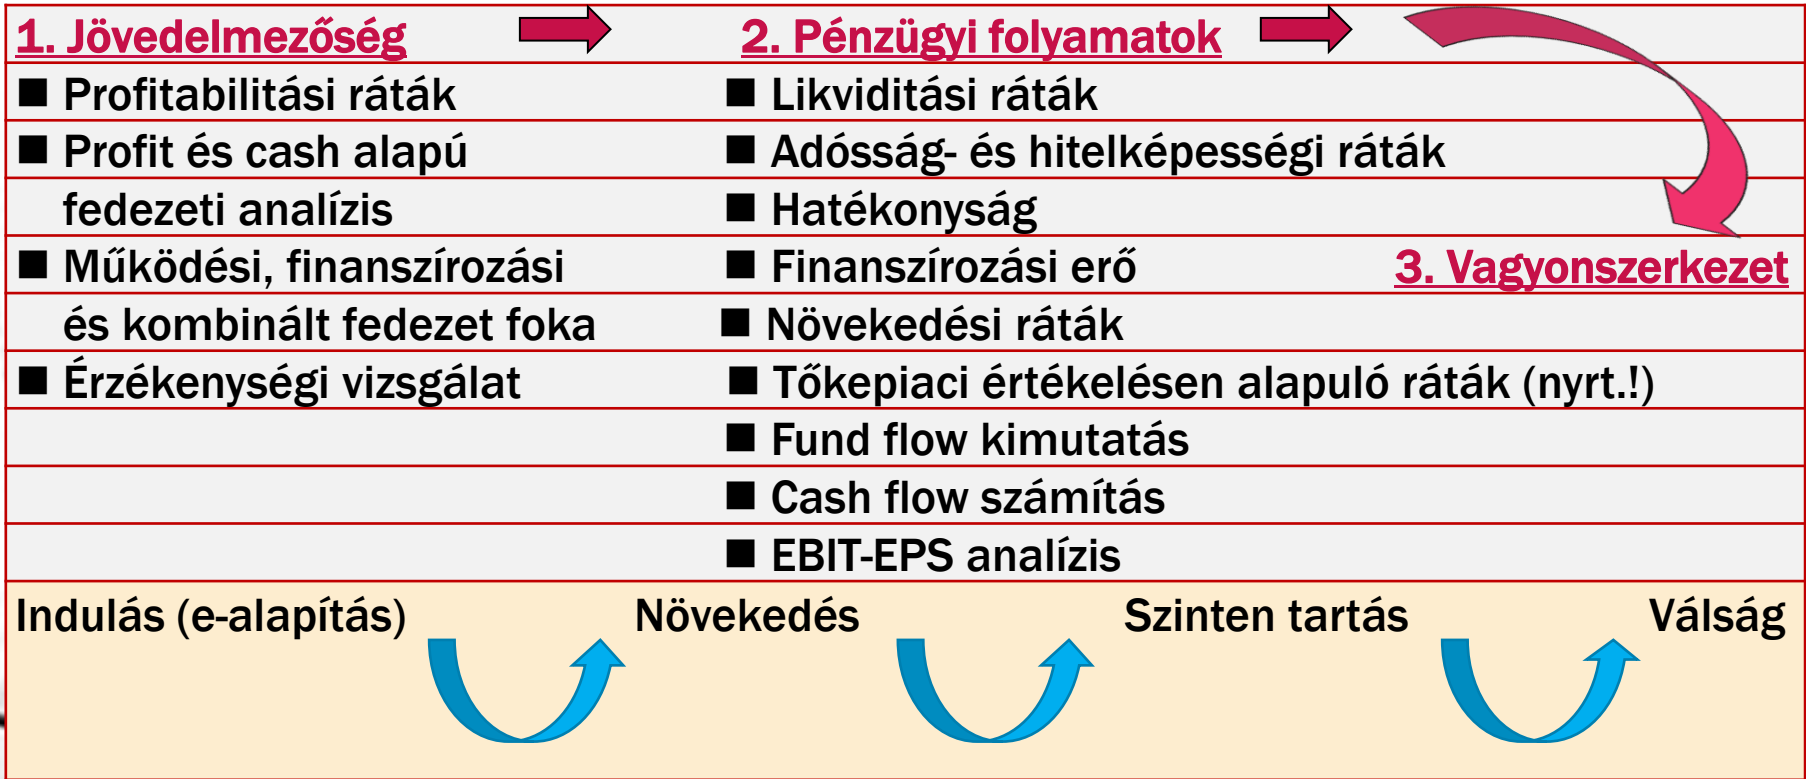 1. Jövedelmezőség
■ Profitabilitási ráták
■ Profit és cash alapú
fedezeti analízis
■ Működési, finanszírozási
és kombinált fedezet foka
■ Érzékenységi vizsgálat
2. Pénzügyi folyamatok
■ Likviditási ráták
■ Adósság- és hitelképességi ráták
■ Hatékonyság
■ Finanszírozási erő
■ Növekedési ráták
■ Tőkepiaci értékelésen alapuló ráták (nyrt.!)
■ Fund flow kimutatás
■ Cash flow számítás
■ EBIT-EPS analízis
3. Vagyonszerkezet
Indulás (e-alapítás) Növekedés Szinten tartás Válság